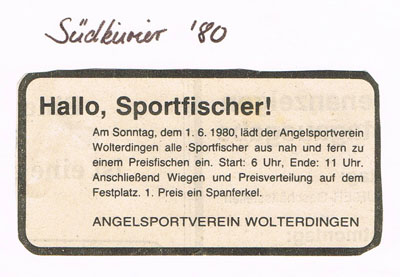 Südkurier '80
Hallo, Sportfischer!
Am Sonntag, dem 1. 6. 1980, lädt der Angelsportverein
Wolterdingen alle Sportfischer aus nah und fern zu
einem Preisfischen ein. Start: 6 Uhr, Ende: 11 Uhr.
Anschließend Wiegen und Preisverteilung auf dem
Festplatz. 1. Preis ein Spanferkel.
ANGELSPORTVEREIN WOLTERDINGEN